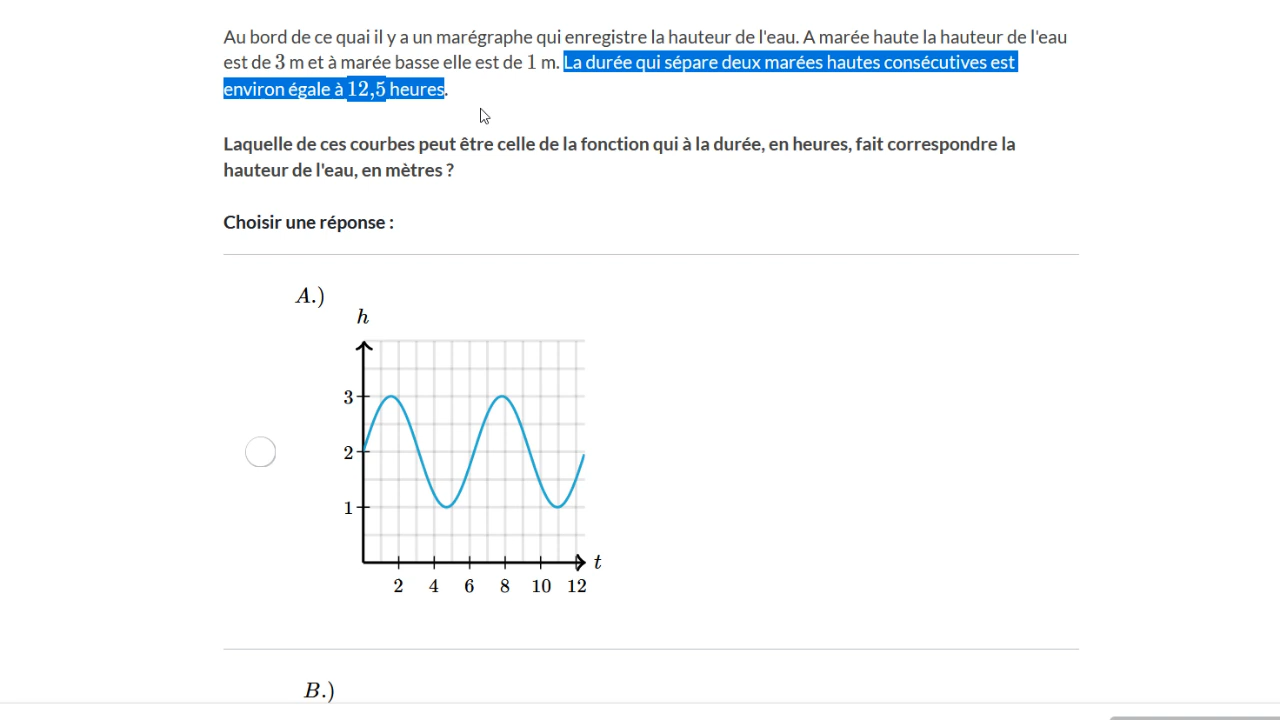 Au bord de ce quai il y a un marégraphe qui enregistre la hauteur de l'eau. A marée haute la hauteur de l'eau
est de 3 m et à marée basse elle est de 1 m. La durée qui sépare deux marées hautes consécutives est
environ égale à 12,5 heures.
Laquelle de ces courbes peut être celle de la fonction qui à la durée, en heures, fait correspondre la
hauteur de l'eau, en mètres ?
Choisir une réponse :
A.)
h
3
2
1
t
2 4 6 8 10 12
B.)